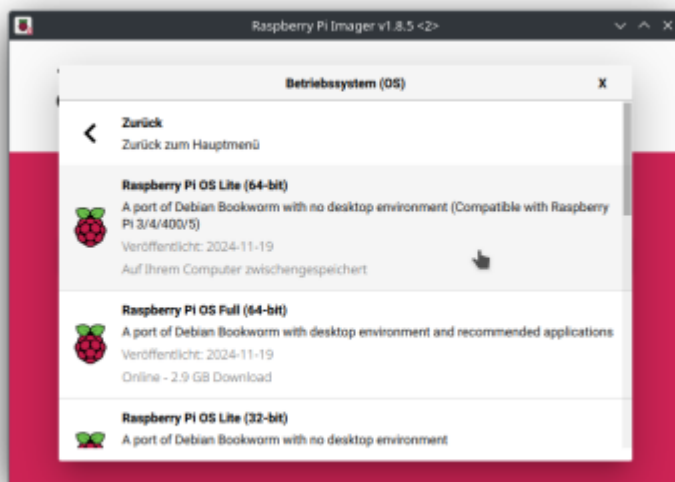 Raspberry Pi Imager v1.8.5 <2>
Betriebssystem (OS)
X
Zurück
Zurück zum Hauptmenü
Raspberry Pi OS Lite (64-bit)
A port of Debian Bookworm with no desktop environment (Compatible with Raspberry
Pi 3/4/400/5)
Veröffentlicht: 2024-11-19
Auf Ihrem Computer zwischengespeichert
Raspberry Pi OS Full (64-bit)
A port of Debian Bookworm with desktop environment and recommended applications
Veröffentlicht: 2024-11-19
Online - 2.9 GB Download
Raspberry Pi OS Lite (32-bit)
A port of Debian Bookworm with no desktop environment